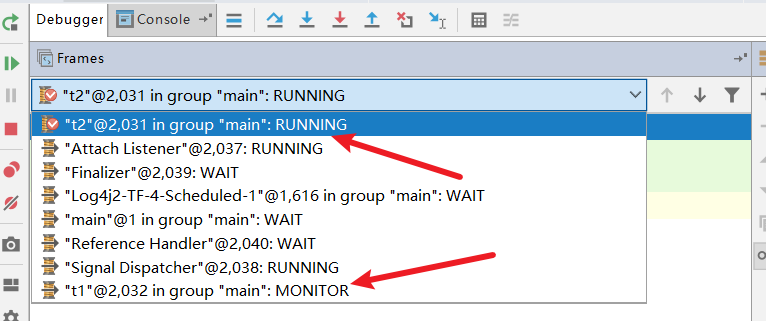 Debugger Console
Frames
"t2"@2,031 in group "main": RUNNING
"t2"@2,031 in group "main": RUNNING
"Attach Listener"@2,037: RUNNING
"Finalizer"@2,039: WAIT
"Log4j2-TF-4-Scheduled-1"@1,616 in group "main": WAIT
"main"@1 in group "main": WAIT
"Reference Handler"@2,040: WAIT
"Signal Dispatcher"@2,038: RUNNING
"t1"@2,032 in group "main": MONITOR